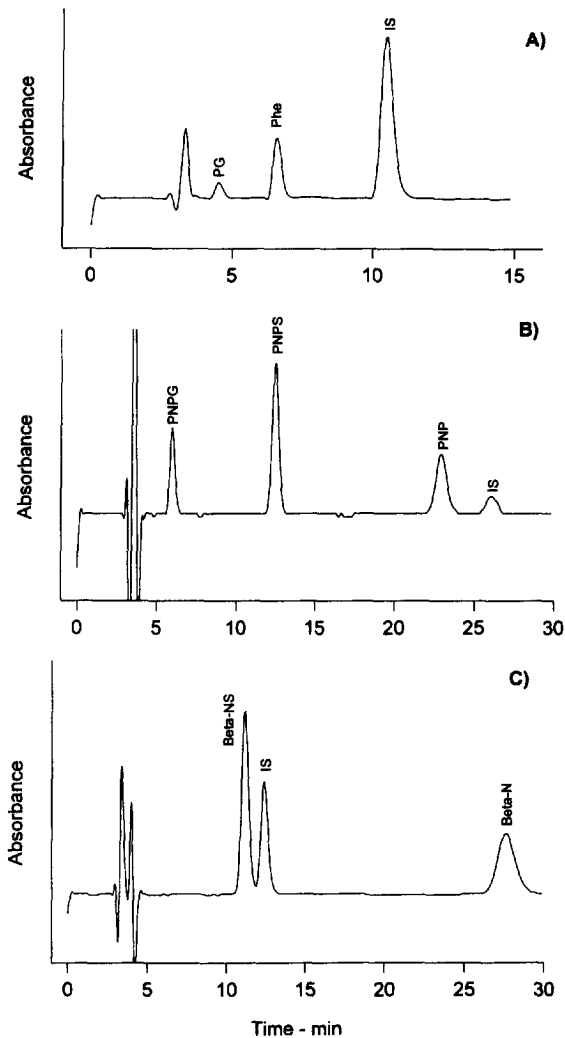 A)
IS
Phe
PG
Absorbance
0 5 10 15
B)
PNPS
PNPG
PNP
IS
Absorbance
0 5 10 15 20 25 30
C)
Beta-NS
IS
Beta-N
Absorbance
0 5 10 15 20 25 30
Time - min